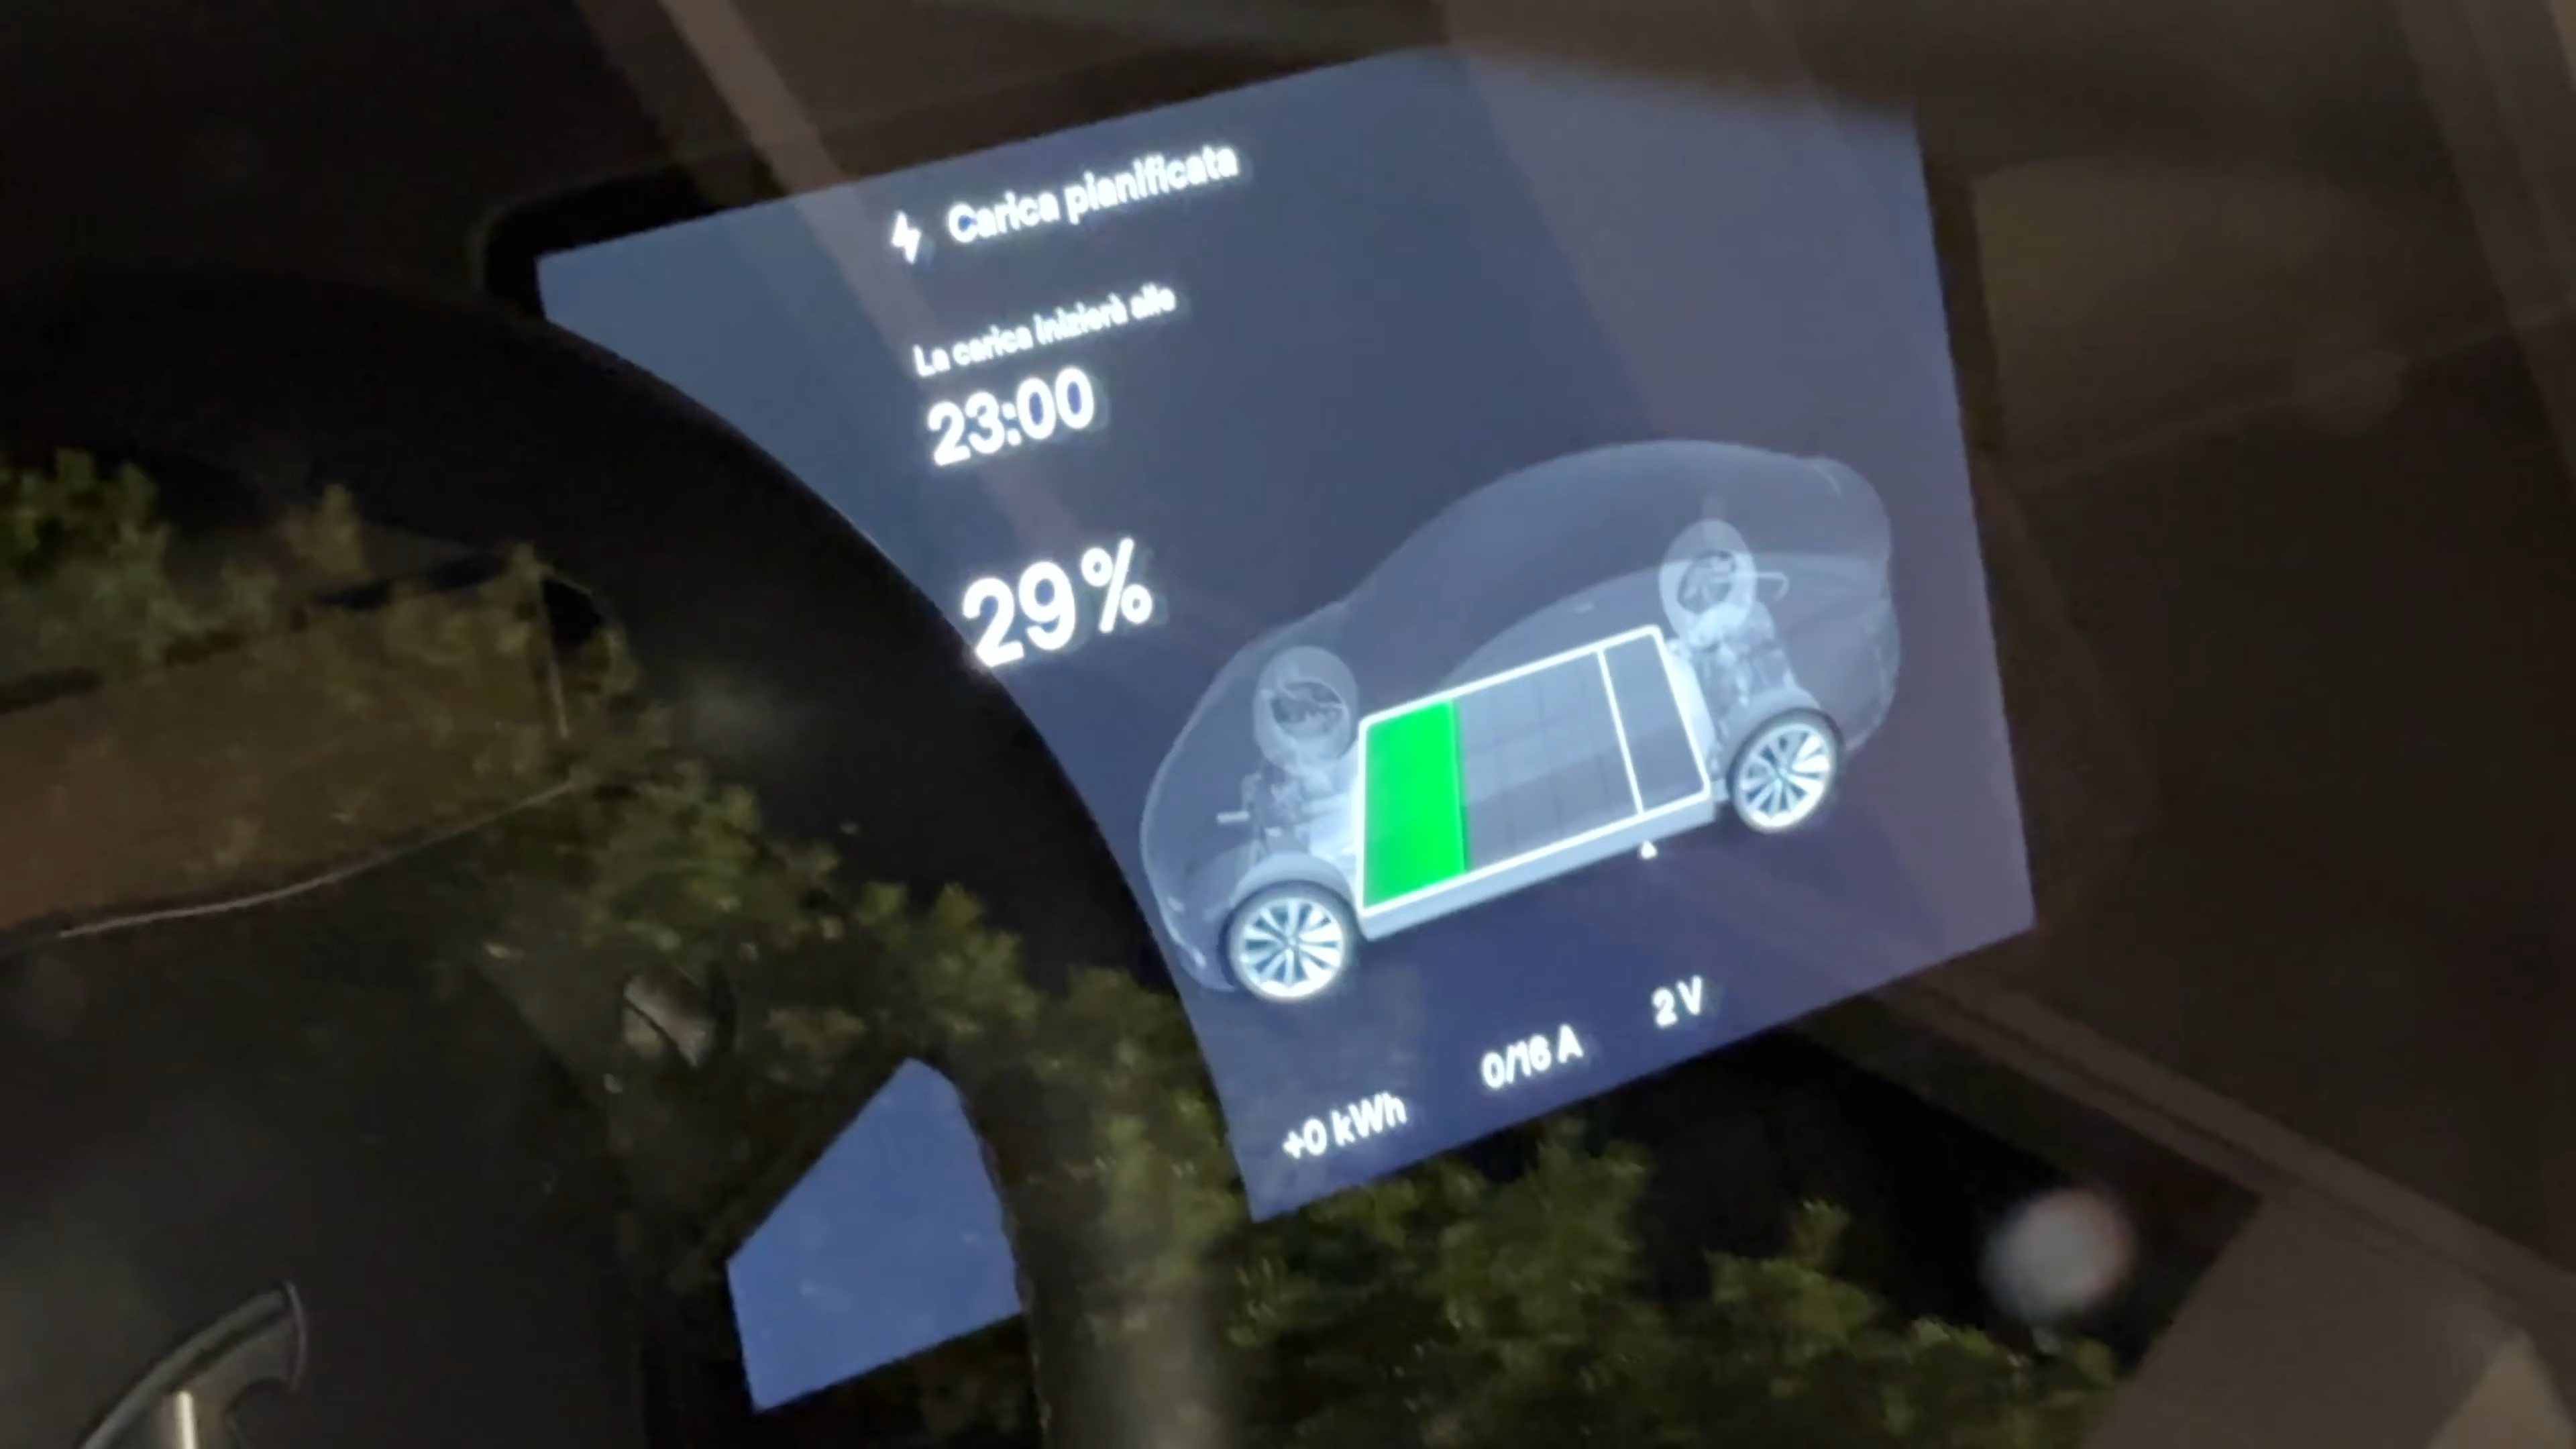 Carica pianificata
La carica inizierà alle
23:00
29%
+0 kWh
0/16 A
2 V